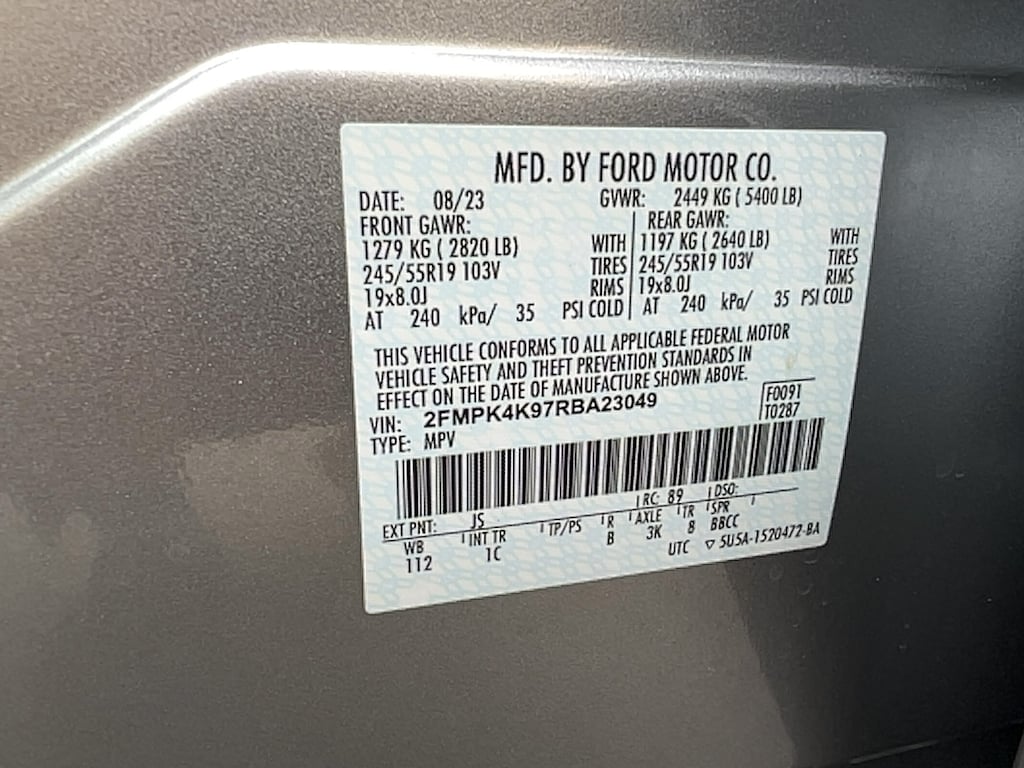 MFD. BY FORD MOTOR CO.
DATE: 08/23 GVWR: 2449 KG ( 5400 LB)
FRONT GAWR: REAR GAWR:
1279 KG ( 2820 LB) WITH 1197 KG ( 2640 LB) WITH
245/55R19 103V TIRES 245/55R19 103V TIRES
19x8.0J RIMS 19x8.0J RIMS
AT 240 kPa/ 35 PSI COLD AT 240 kPa/ 35 PSI COLD
THIS VEHICLE CONFORMS TO ALL APPLICABLE FEDERAL MOTOR
VEHICLE SAFETY AND THEFT PREVENTION STANDARDS IN
EFFECT ON THE DATE OF MANUFACTURE SHOWN ABOVE.
VIN: 2FMPK4K97RBA23049 F0091
TYPE: MPV T0287
EXT PNT: JS RC: 89 DSO:
WB INT TR TP/PS R AXLE TR SPR
112 1C B 3K 8 BBCC
UTC ▽ 5U5A-1520472-BA